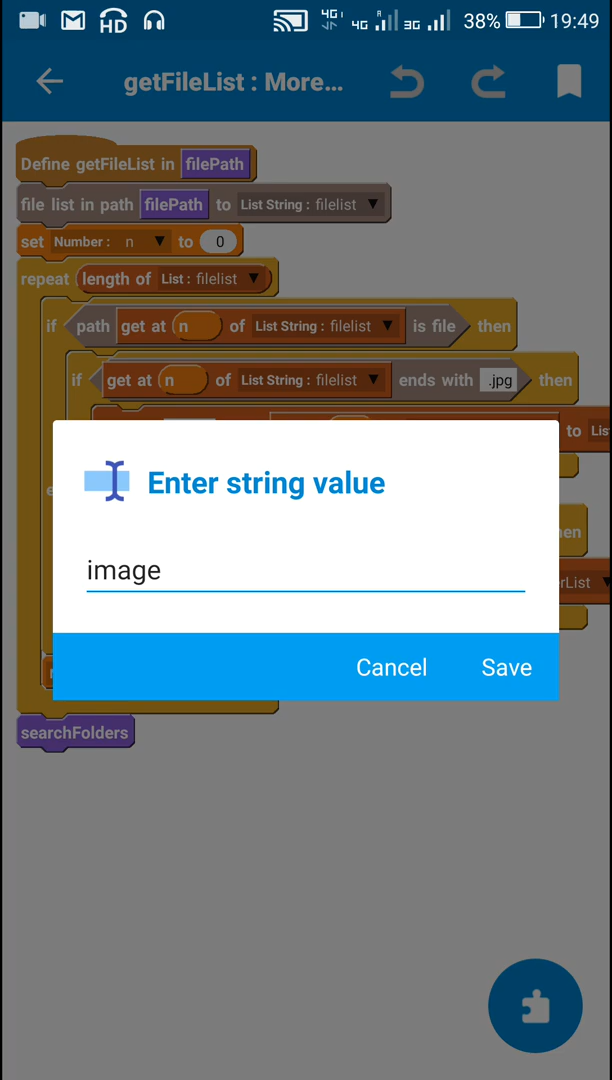 HD 4G 4G R 3G 38% 19:49
getFileList : More...
Define getFileList in filePath
file list in path filePath to List String : filelist
set Number : n to 0
repeat length of List : filelist
if path get at n of List String : filelist is file then
if get at n of List String : filelist ends with .jpg then
to Lis
Enter string value
e
hen
image
erList
Cancel Save
searchFolders